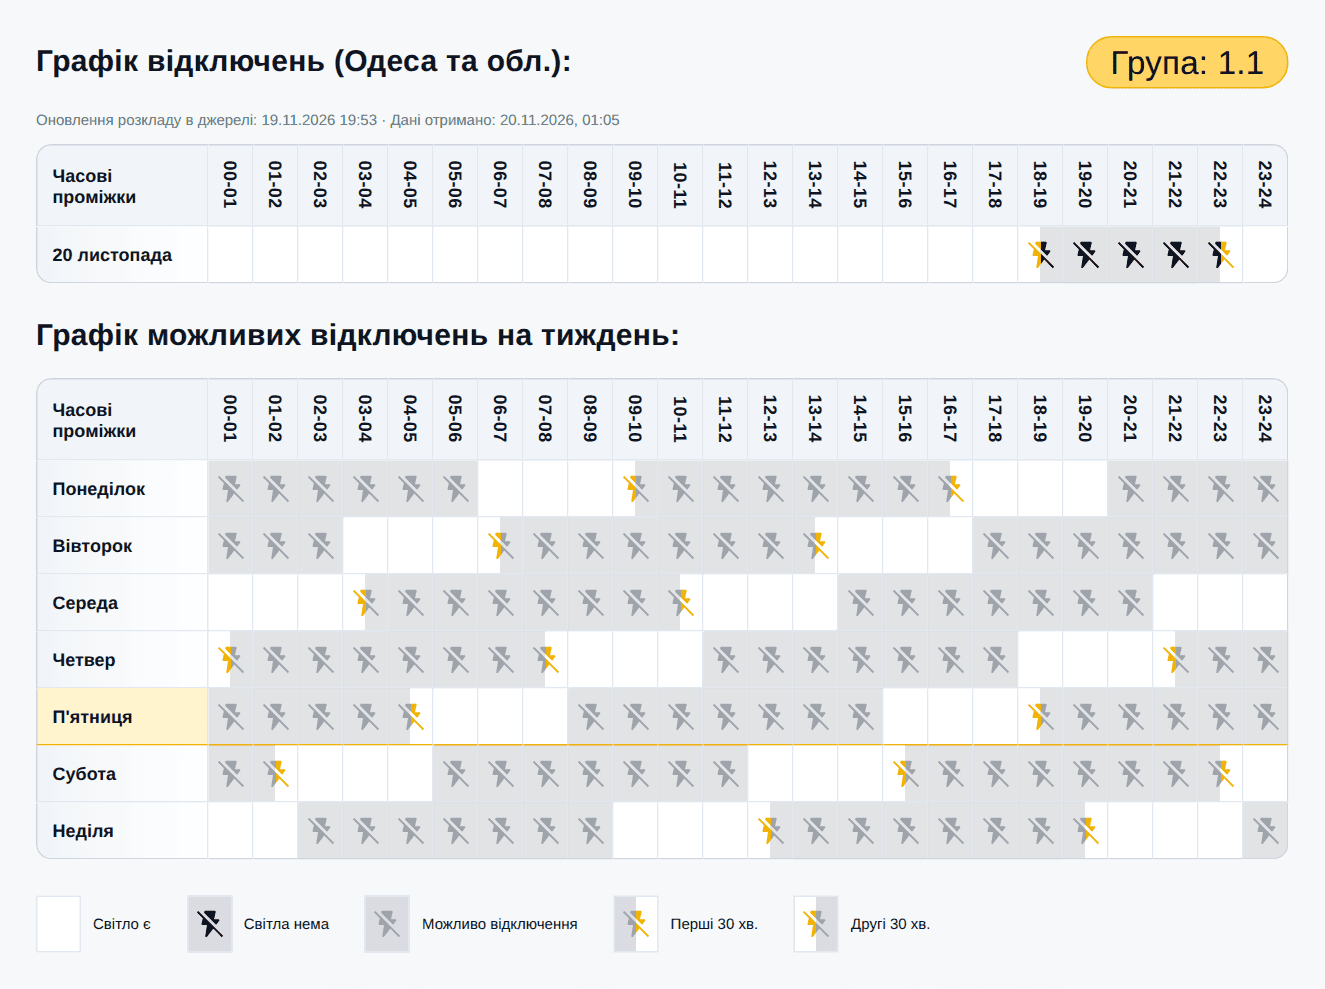 Графік відключень (Одеса та обл.):
Група: 1.1
Оновлення розкладу в джерелі: 19.11.2026 19:53 · Дані отримано: 20.11.2026, 01:05
Часові проміжки 00-01 01-02 02-03 03-04 04-05 05-06 06-07 07-08 08-09 09-10 10-11 11-12 12-13 13-14 14-15 15-16 16-17 17-18 18-19 19-20 20-21 21-22 22-23 23-24
20 листопада
Графік можливих відключень на тиждень:
Часові проміжки 00-01 01-02 02-03 03-04 04-05 05-06 06-07 07-08 08-09 09-10 10-11 11-12 12-13 13-14 14-15 15-16 16-17 17-18 18-19 19-20 20-21 21-22 22-23 23-24
Понеділок
Вівторок
Середа
Четвер
П'ятниця
Субота
Неділя
Світло є Світла нема Можливо відключення Перші 30 хв. Другі 30 хв.